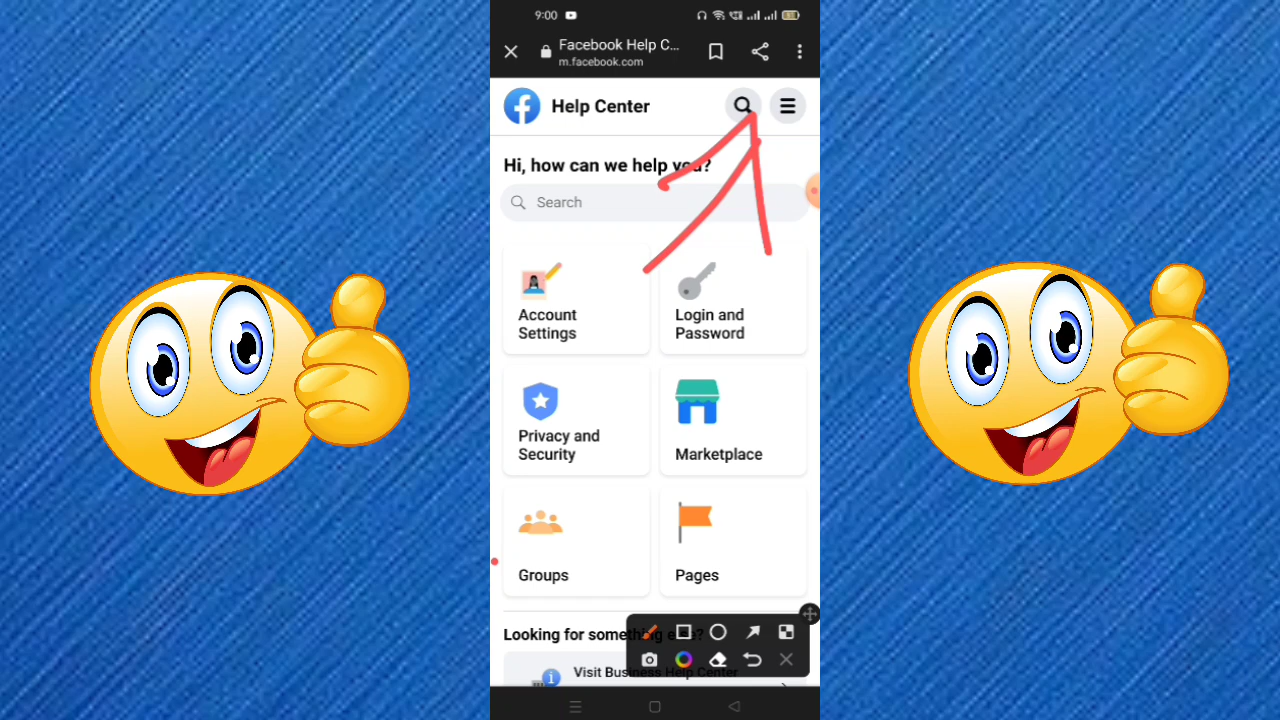 9:00
Facebook Help C...
m.facebook.com
Help Center
Hi, how can we help you?
Search
Account
Settings
Login and
Password
Privacy and
Security
Marketplace
Groups
Pages
Looking for something else?
Visit Business Help Center